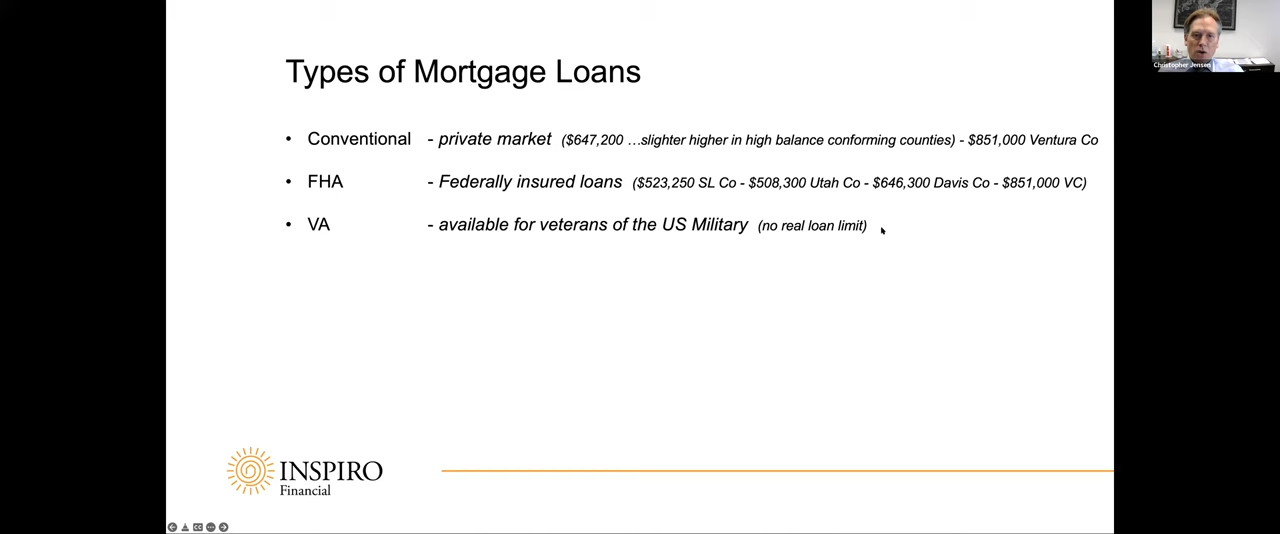 Types of Mortgage Loans
• Conventional - private market ($647,200 ...slighter higher in high balance conforming counties) - $851,000 Ventura Co
• FHA - Federally insured loans ($523,250 SL Co - $508,300 Utah Co - $646,300 Davis Co - $851,000 VC)
• VA - available for veterans of the US Military (no real loan limit)
INSPIRO
Financial
Christopher Jensen